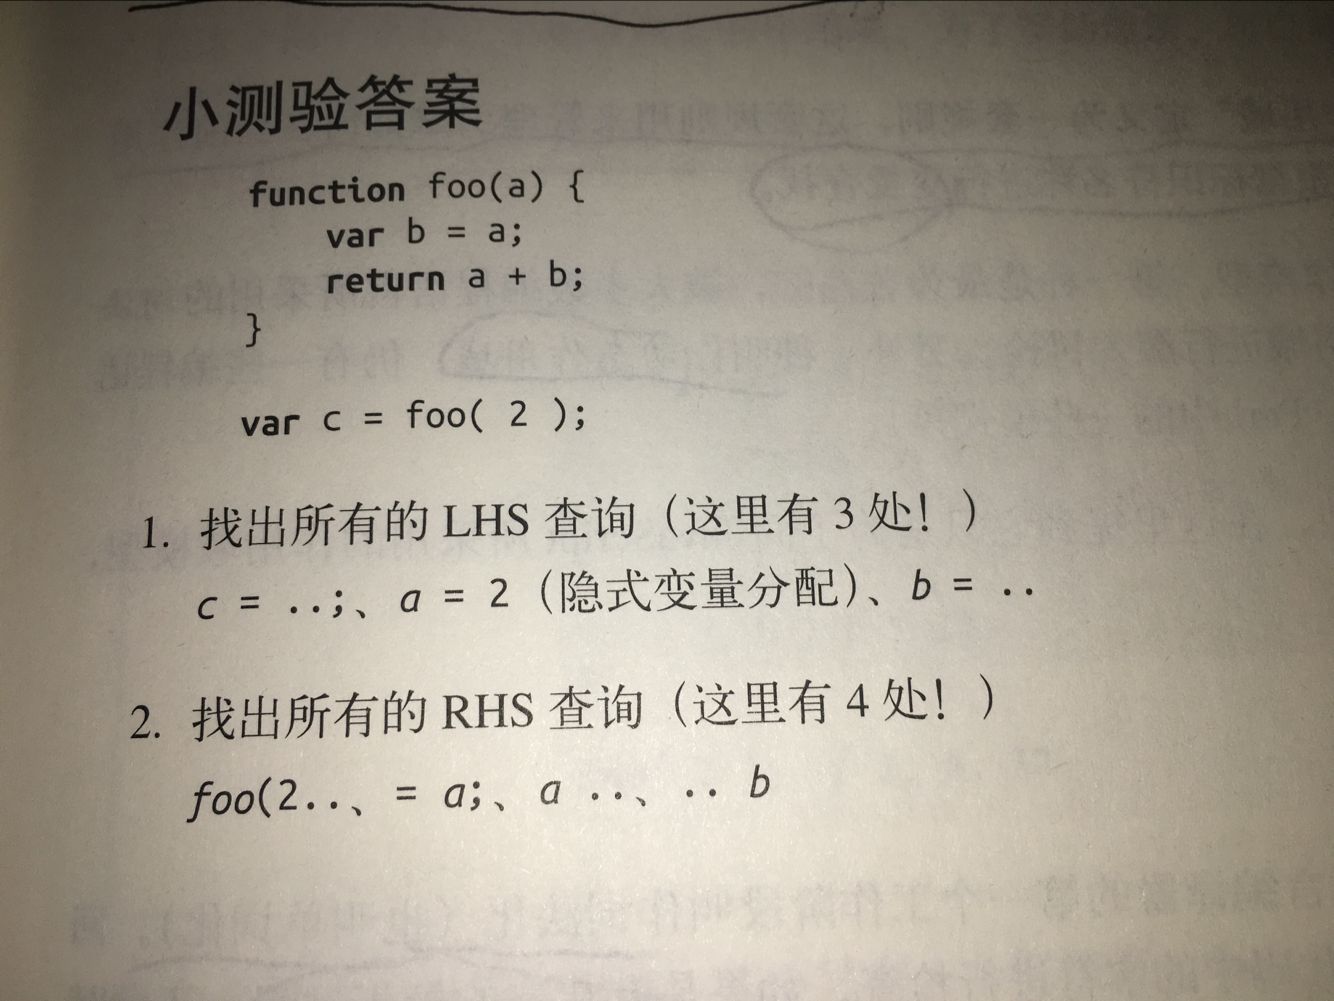 小测验答案
function foo(a) {
var b = a;
return a + b;
}
var c = foo( 2 );
1. 找出所有的 LHS 查询（这里有 3 处！）
c = ..;、a = 2（隐式变量分配）、b = ..
2. 找出所有的 RHS 查询（这里有 4 处！）
foo(2..、= a;、a ..、.. b